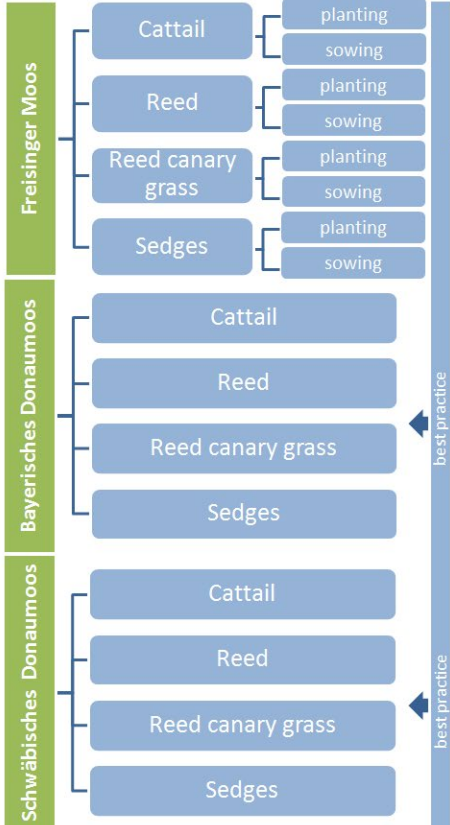 Freisinger Moos
Cattail
planting
sowing
Reed
planting
sowing
Reed canary
grass
planting
sowing
Sedges
planting
sowing
Bayerisches Donaumoos
Cattail
Reed
Reed canary grass
Sedges
best practice
Schwäbisches Donaumoos
Cattail
Reed
Reed canary grass
Sedges
best practice